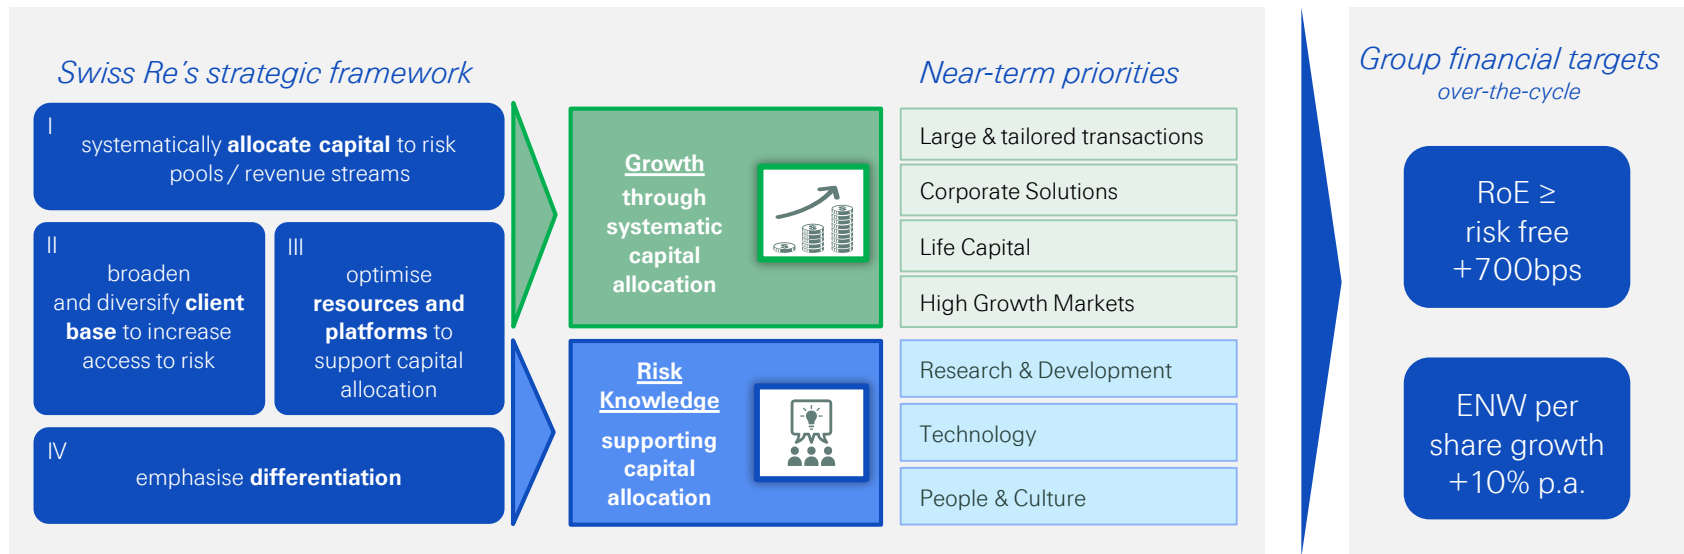 Swiss Re's strategic framework
I
systematically allocate capital to risk
pools / revenue streams
II
broaden
and diversify client
base to increase
access to risk
III
optimise
resources and
platforms to
support capital
allocation
IV
emphasise differentiation
Growth
through
systematic
capital
allocation
Risk
Knowledge
supporting
capital
allocation
Near-term priorities
Large & tailored transactions
Corporate Solutions
Life Capital
High Growth Markets
Research & Development
Technology
People & Culture
Group financial targets
over-the-cycle
RoE ≥
risk free
+700bps
ENW per
share growth
+10% p.a.